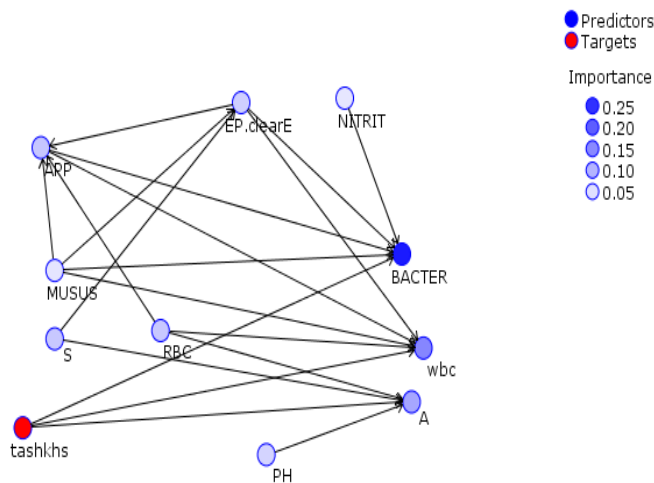 Predictors
Targets
Importance
0.25
0.20
0.15
0.10
0.05
EP.clearE
NITRIT
APP
BACTER
MUSUS
S
RBC
wbc
A
tashkhs
PH